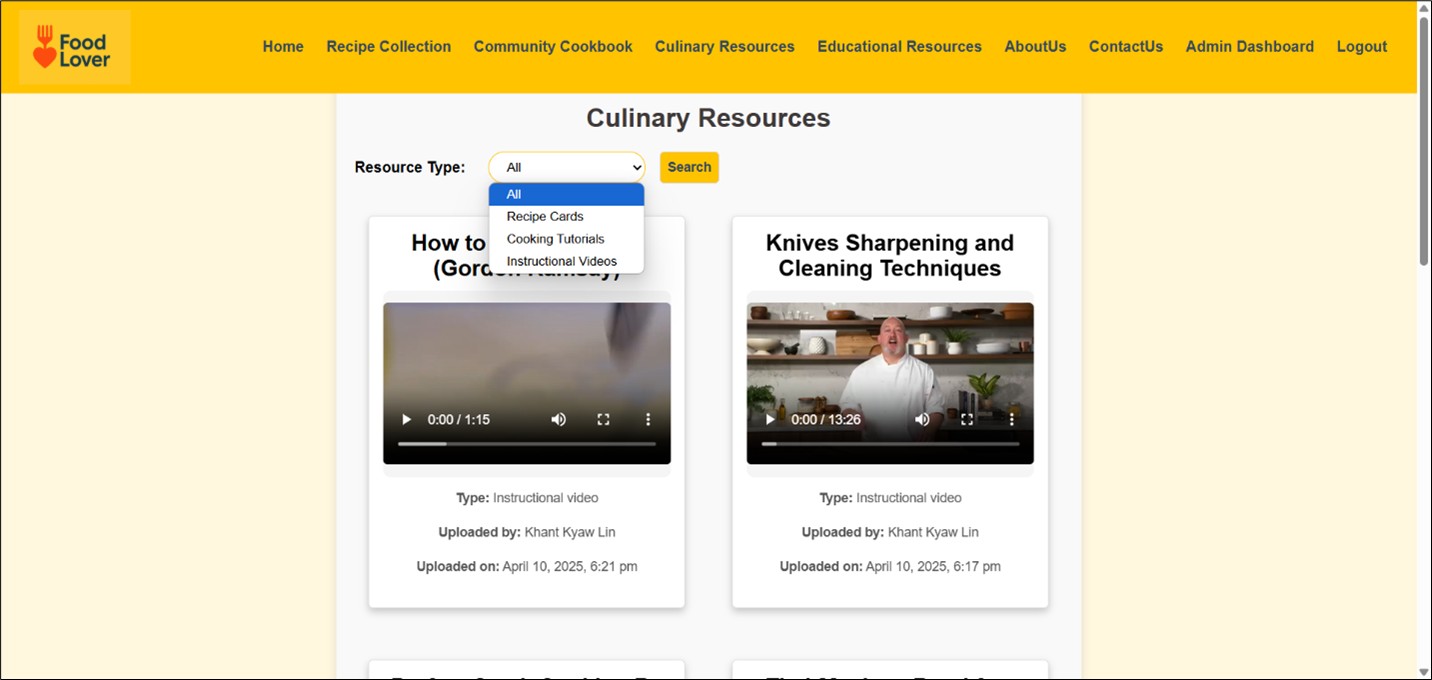 Food
Lover
Home
Recipe Collection
Community Cookbook
Culinary Resources
Educational Resources
AboutUs
ContactUs
Admin Dashboard
Logout
Culinary Resources
Resource Type:
All
Search
All
Recipe Cards
Cooking Tutorials
Instructional Videos
How to
(Gordon Ramsay)
0:00 / 1:15
Type: Instructional video
Uploaded by: Khant Kyaw Lin
Uploaded on: April 10, 2025, 6:21 pm
Knives Sharpening and
Cleaning Techniques
0:00 / 13:26
Type: Instructional video
Uploaded by: Khant Kyaw Lin
Uploaded on: April 10, 2025, 6:17 pm